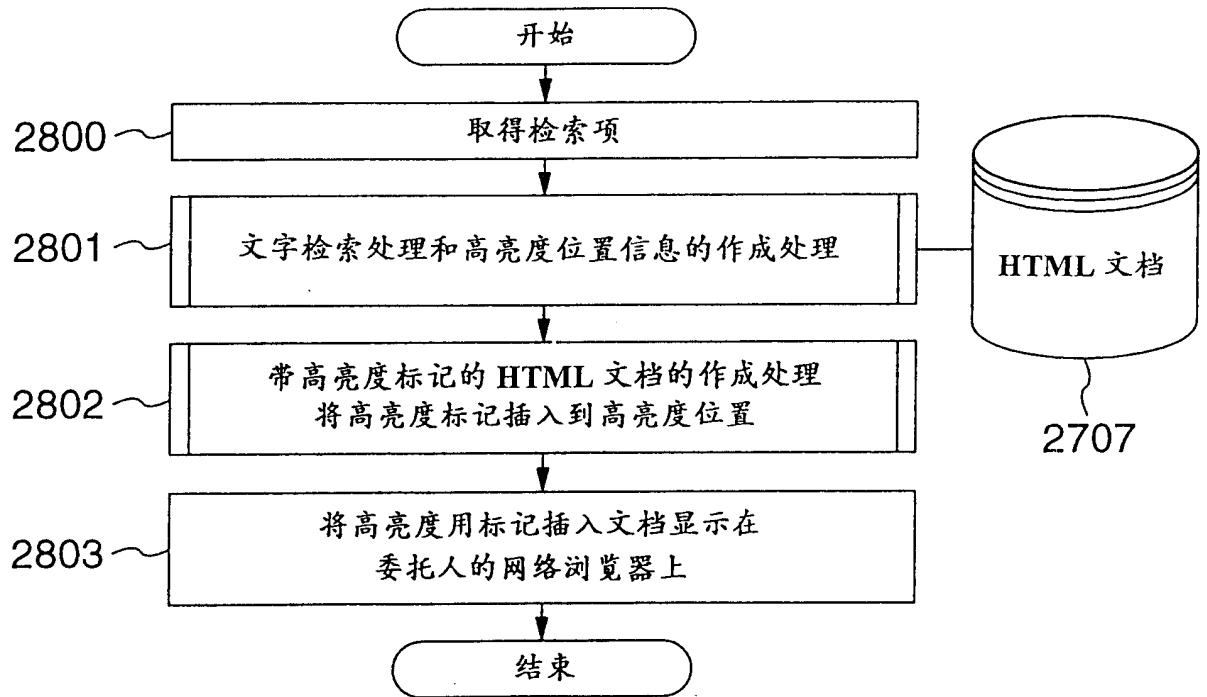 开始
2800
取得检索项
2801
文字检索处理和高亮度位置信息的作成处理
HTML 文档
2707
2802
带高亮度标记的 HTML 文档的作成处理
将高亮度标记插入到高亮度位置
2803
将高亮度用标记插入文档显示在
委托人的网络浏览器上
结束